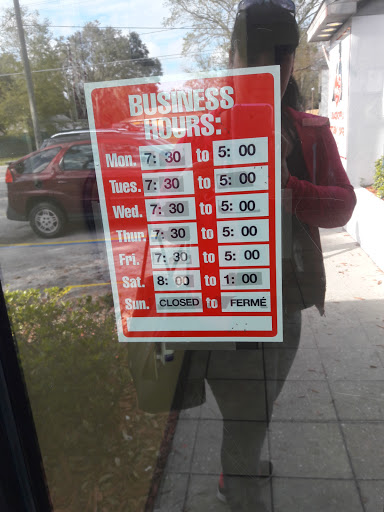 BUSINESS
HOURS:
Mon. 7:30 to 5:00
Tues. 7:30 to 5:00
Wed. 7:30 to 5:00
Thur. 7:30 to 5:00
Fri. 7:30 to 5:00
Sat. 8:00 to 1:00
Sun. CLOSED to FERMÉ